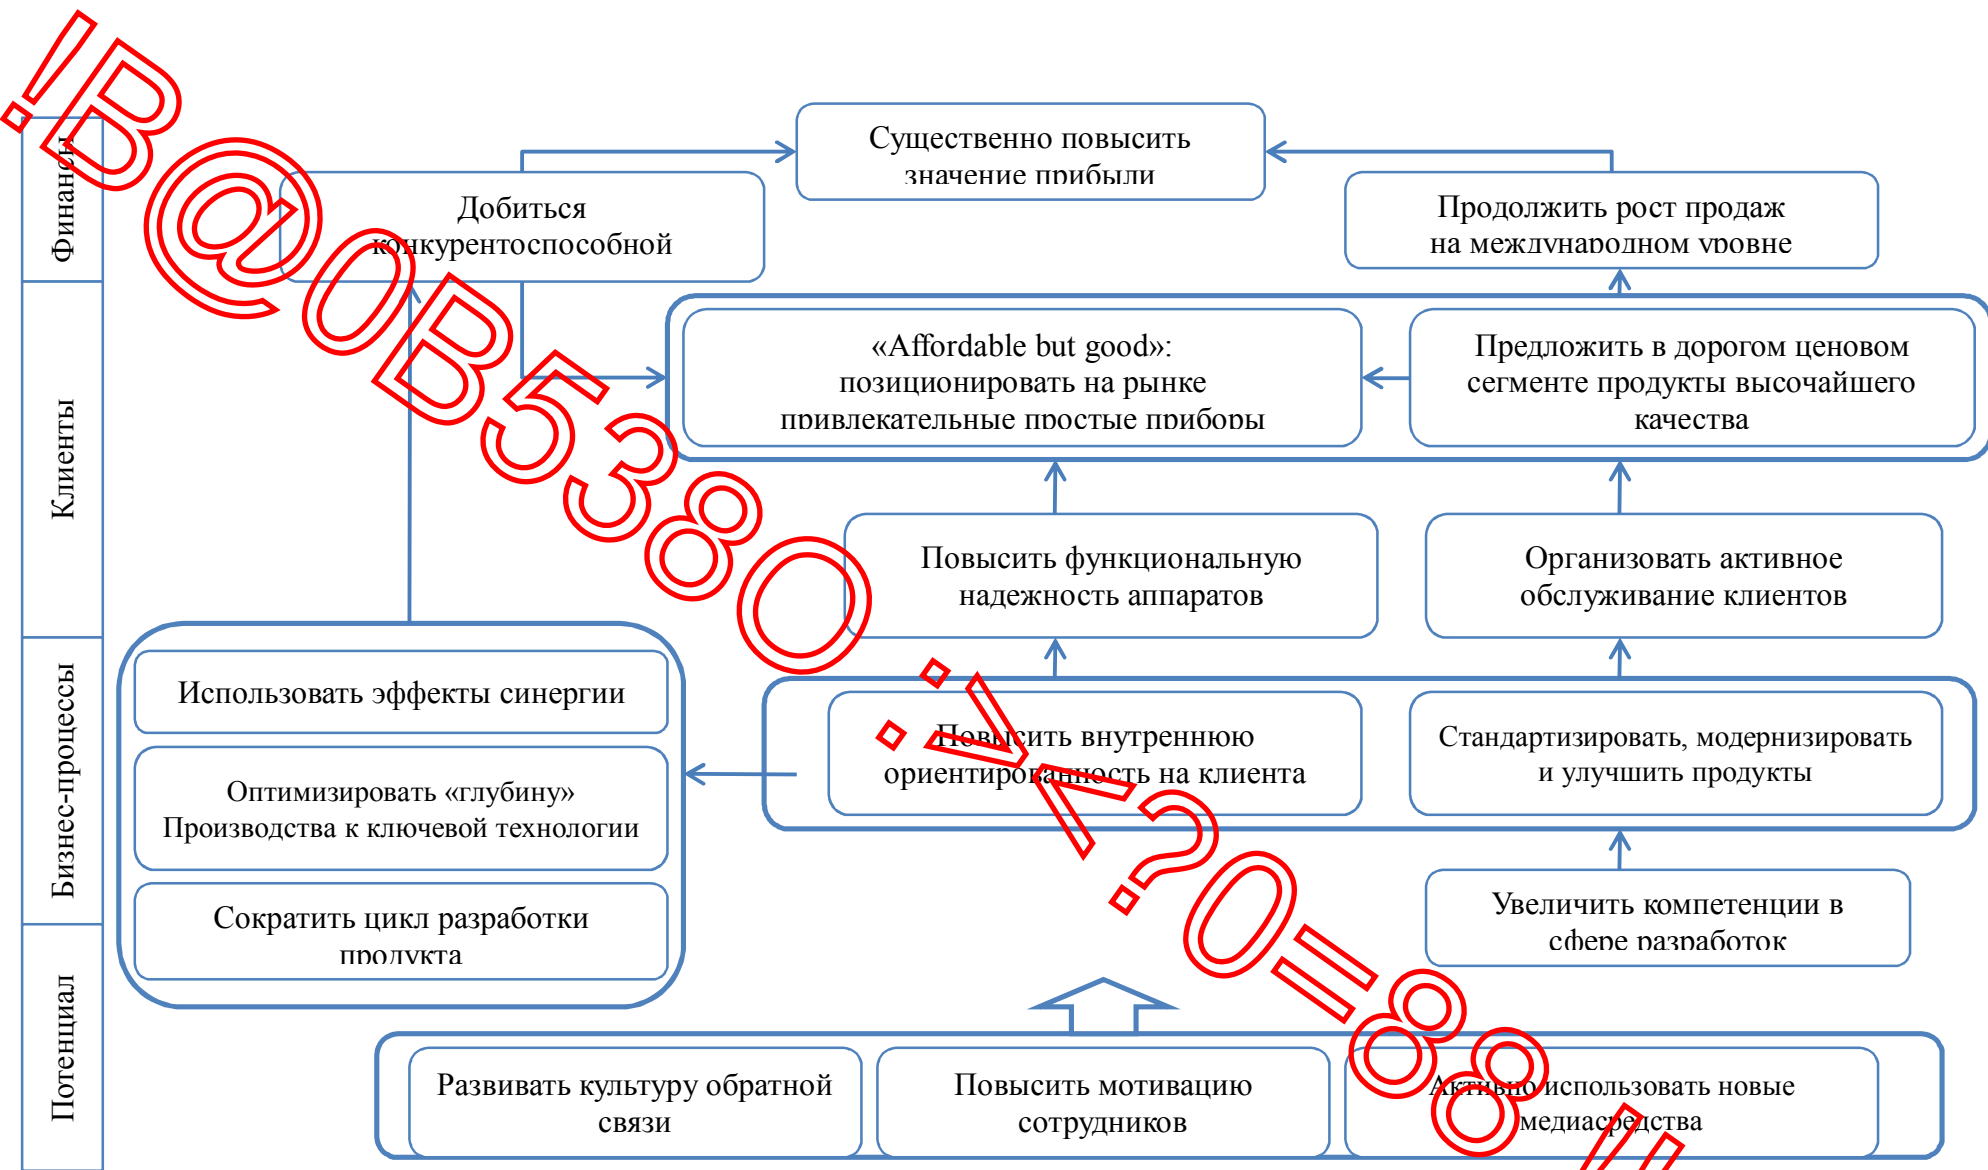 !B@0B538O :><?0=88 "
Финансы
Клиенты
Бизнес-процессы
Потенциал
Существенно повысить
значение прибыли
Добиться
конкурентоспособной
Продолжить рост продаж
на международном уровне
«Affordable but good»:
позиционировать на рынке
привлекательные простые приборы
Предложить в дорогом ценовом
сегменте продукты высочайшего
качества
Повысить функциональную
надежность аппаратов
Организовать активное
обслуживание клиентов
Использовать эффекты синергии
Оптимизировать «глубину»
Производства к ключевой технологии
Сократить цикл разработки
продукта
Повысить внутреннюю
ориентированность на клиента
Стандартизировать, модернизировать
и улучшить продукты
Увеличить компетенции в
сфере разработок
Развивать культуру обратной
связи
Повысить мотивацию
сотрудников
Активно использовать новые
медиасредства